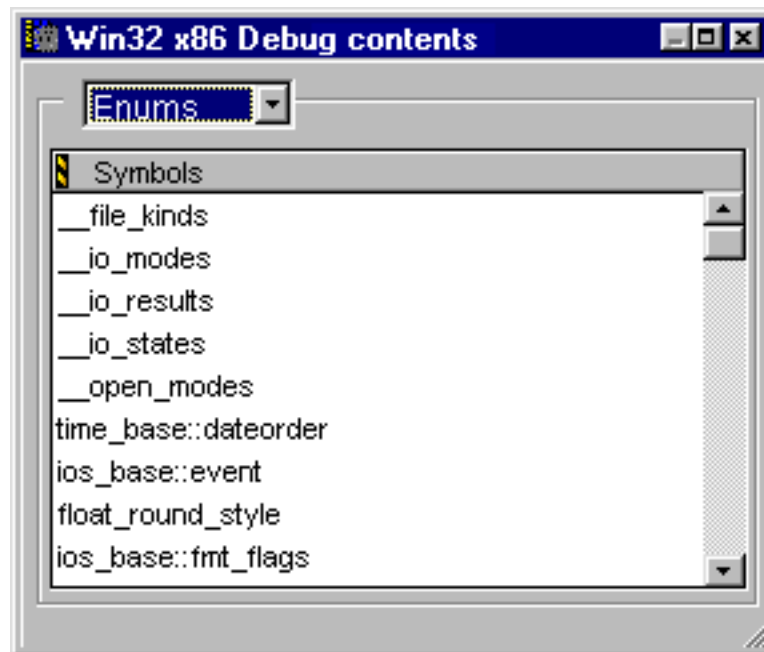 Win32 x86 Debug contents
Enums
Symbols
__file_kinds
__io_modes
__io_results
__io_states
__open_modes
time_base::dateorder
ios_base::event
float_round_style
ios_base::fmt_flags